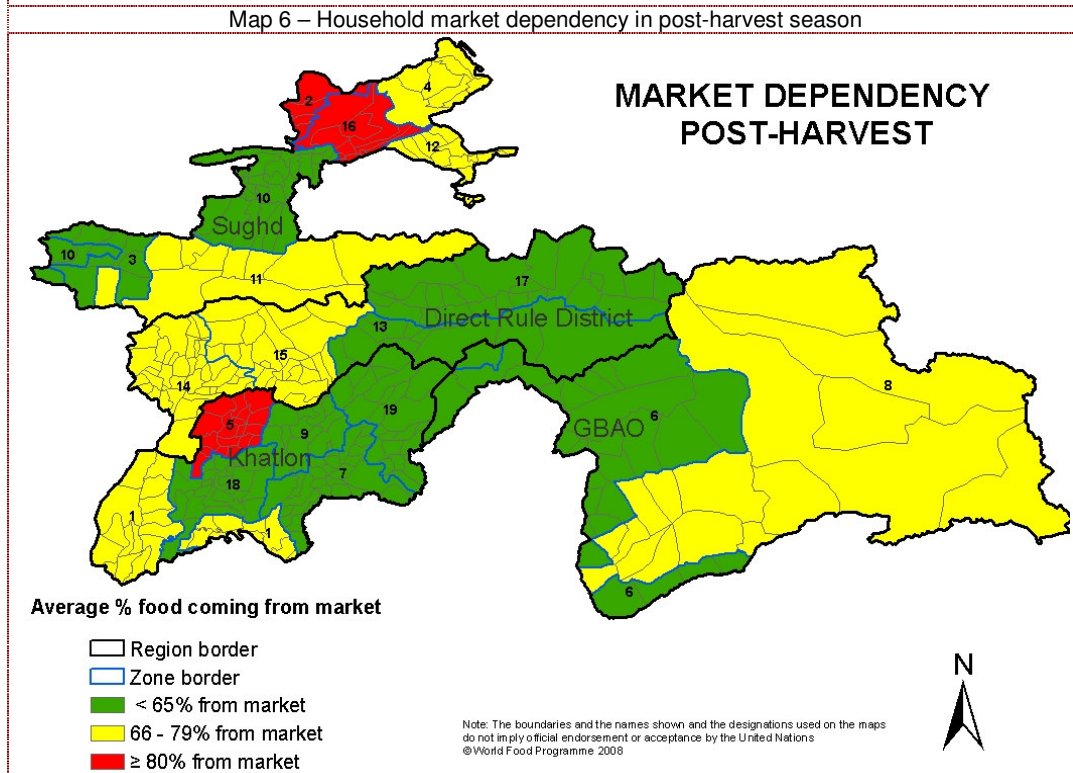 Map 6 – Household market dependency in post-harvest season
MARKET DEPENDENCY
POST-HARVEST
2
4
16
12
10
Sughd
10
3
11
17
13
Direct Rule District
15
14
8
19
5
9
6
GBAO
Khatlon
7
18
1
1
6
Average % food coming from market
Region border
Zone border
< 65% from market
66 - 79% from market
≥ 80% from market
N
Note: The boundaries and the names shown and the designations used on the maps
do not imply official endorsement or acceptance by the United Nations
©World Food Programme 2008